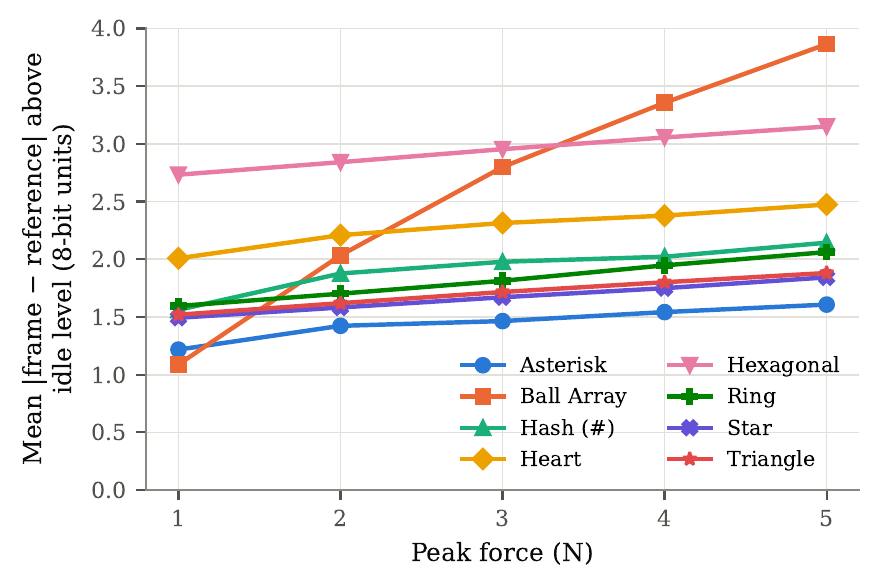 Mean |frame − reference| above
idle level (8-bit units)
4.0
3.5
3.0
2.5
2.0
1.5
1.0
0.5
0.0
Asterisk
Ball Array
Hash (#)
Heart
Hexagonal
Ring
Star
Triangle
1 2 3 4 5
Peak force (N)